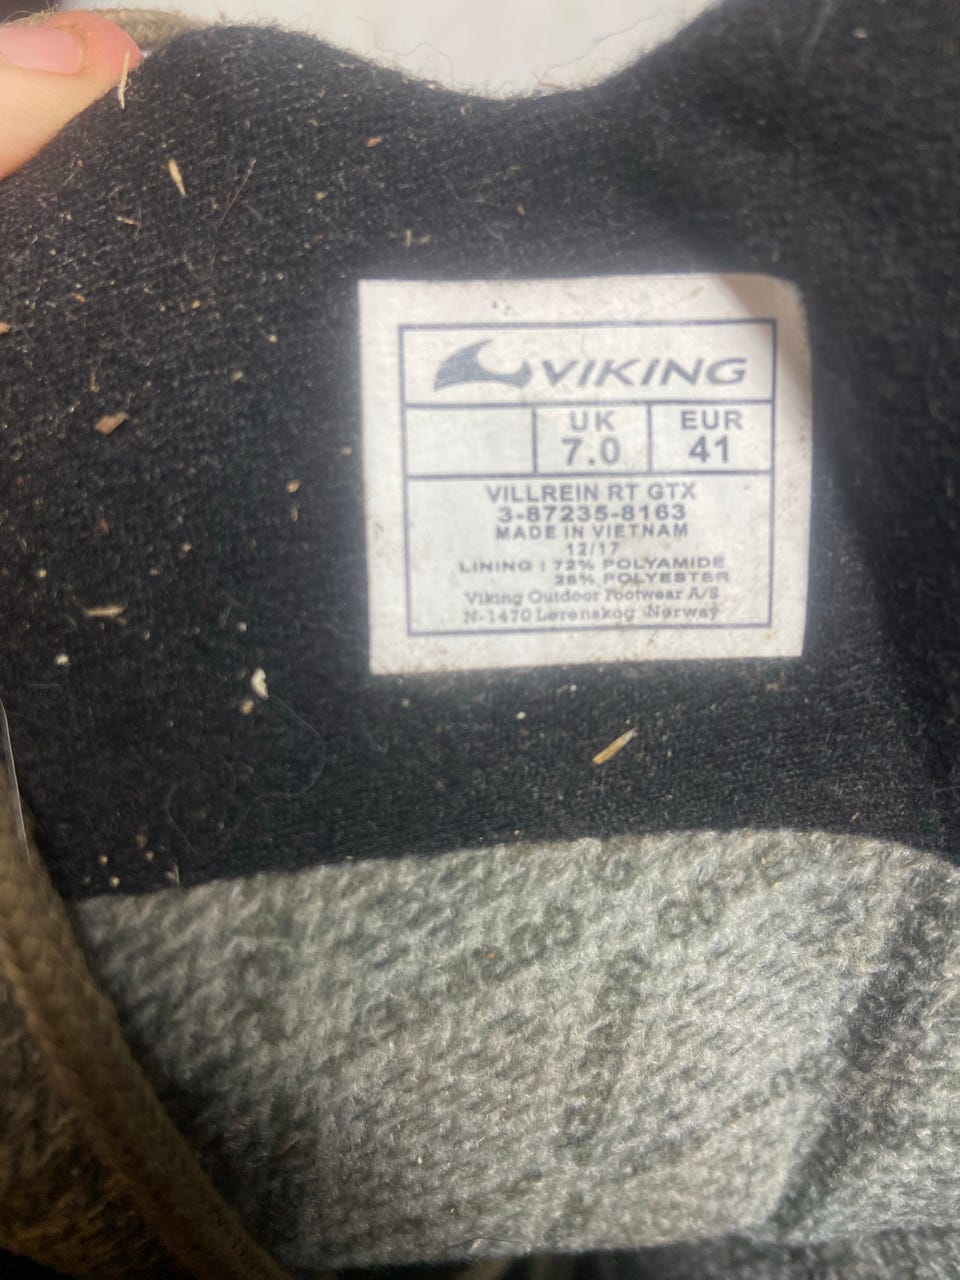 VIKING
UK EUR
7.0 41
VILLREIN RT GTX
3-87235-8163
MADE IN VIETNAM
12/17
LINING : 72% POLYAMIDE
28% POLYESTER
Viking Outdoor Footwear A/S
N-1470 Lørenskog Norway